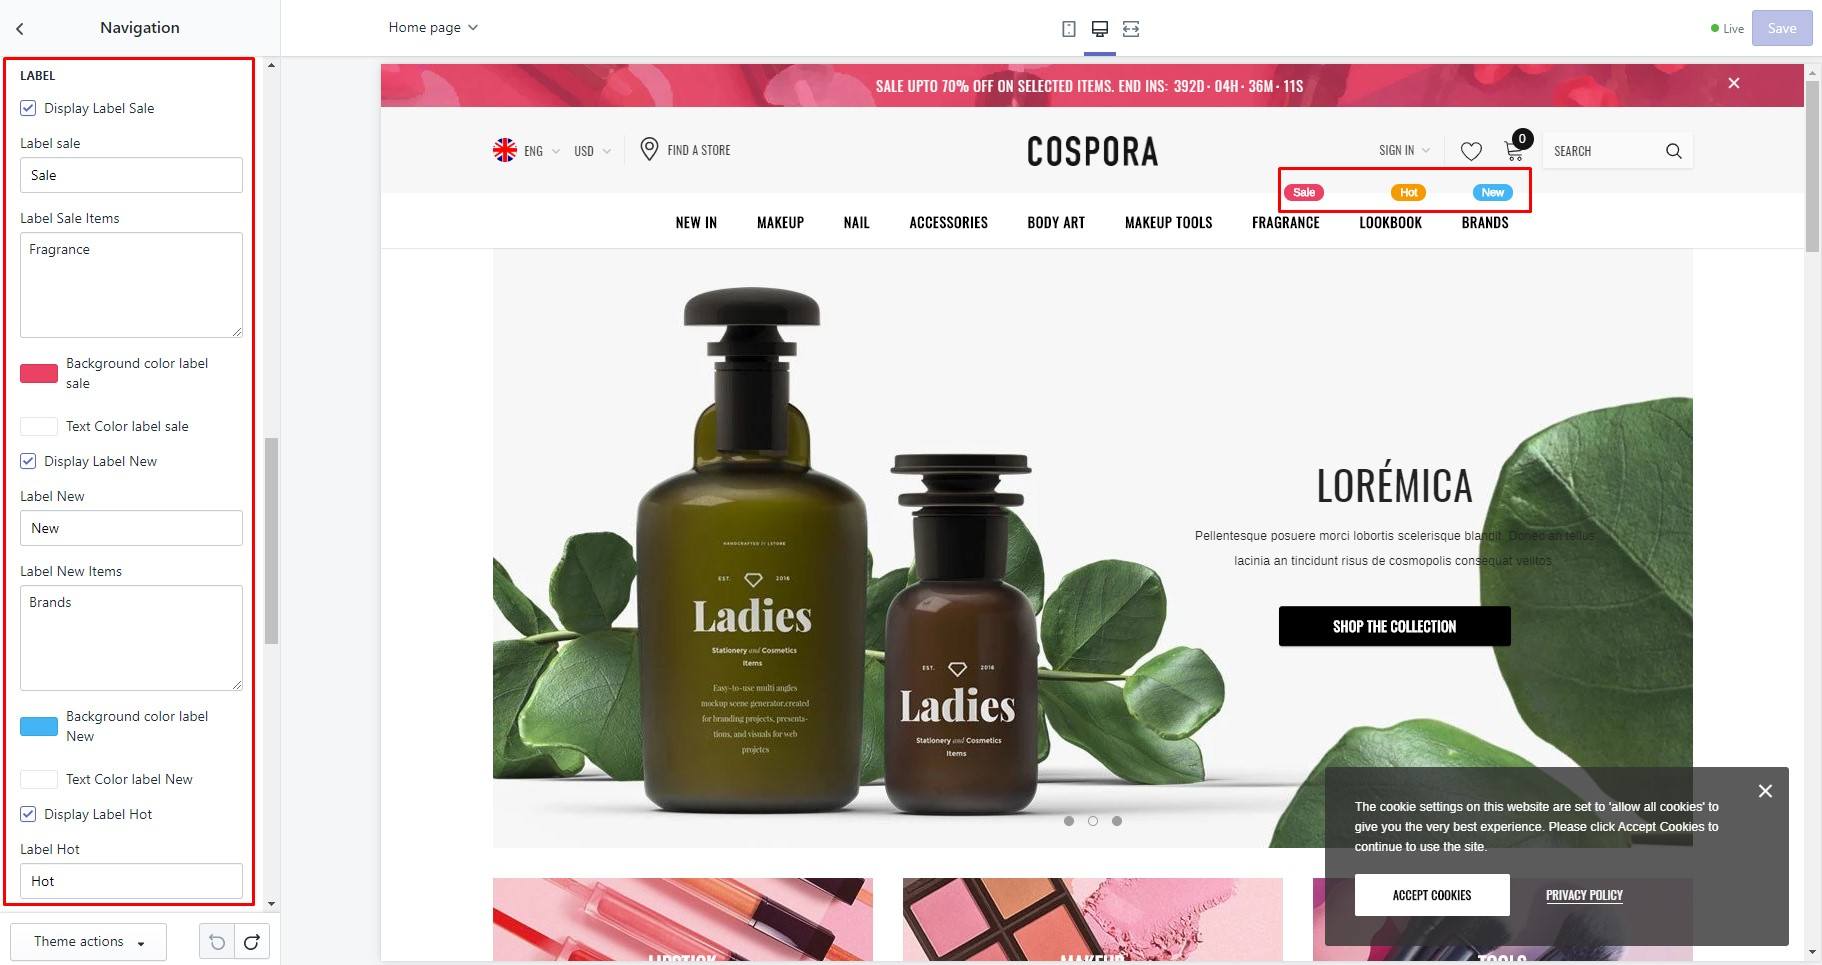 Navigation
Home page
Live
Save
LABEL
Display Label Sale
Label sale
Sale
Label Sale Items
Fragrance
Background color label
sale
Text Color label sale
Display Label New
Label New
New
Label New Items
Brands
Background color label
New
Text Color label New
Display Label Hot
Label Hot
Hot
Theme actions
SALE UPTO 70% OFF ON SELECTED ITEMS. END INS: 392D · 04H · 36M · 11S
ENG
USD
FIND A STORE
COSPORA
SIGN IN
0
SEARCH
Sale
Hot
New
NEW IN
MAKEUP
NAIL
ACCESSORIES
BODY ART
MAKEUP TOOLS
FRAGRANCE
LOOKBOOK
BRANDS
HANDCRAFTED BY LSTORE
EST. 2016
Ladies
Stationery and Cosmetics
Items
Easy-to-use multi angles
mockup scene generator.created
for branding projects, presenta-
tions, and visuals for web
projetcs
EST. 2016
Ladies
Stationery and Cosmetics
Items
LORÉMICA
Pellentesque posuere morci lobortis scelerisque blandit. Donec an tellus
lacinia an tincidunt risus de cosmopolis consequat velitos
SHOP THE COLLECTION
The cookie settings on this website are set to 'allow all cookies' to
give you the very best experience. Please click Accept Cookies to
continue to use the site.
ACCEPT COOKIES
PRIVACY POLICY
LIPSTICK
MAKEUP
TOOLS